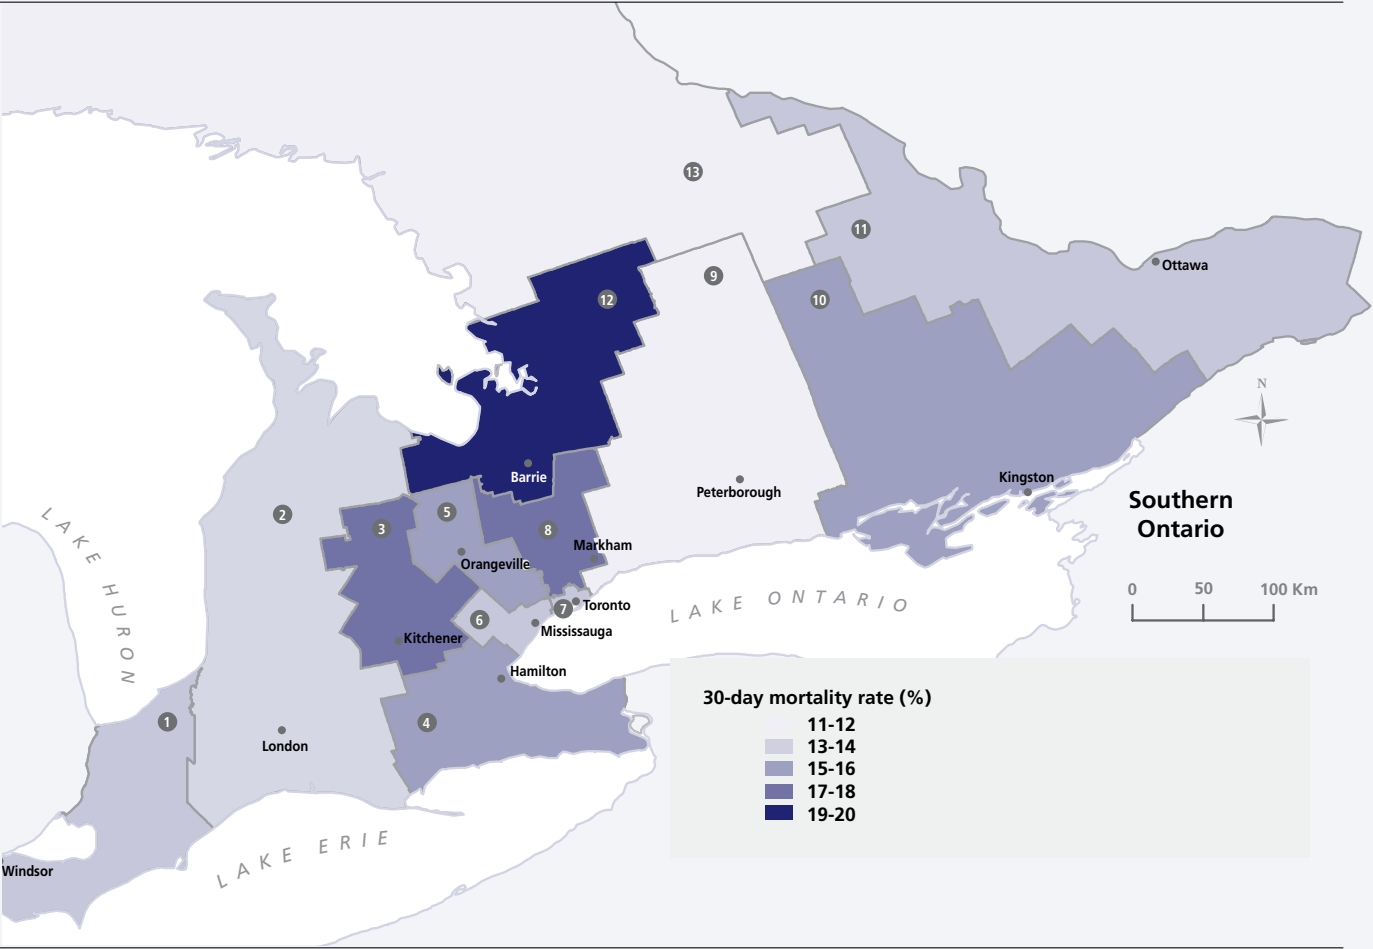 13
11
Ottawa
9
12
10
N
Barrie
Peterborough
Kingston
Southern
Ontario
2
5
3
8
Markham
Orangeville
LAKE HURON
0 50 100 Km
7
Toronto
LAKE ONTARIO
6
Mississauga
Kitchener
Hamilton
1
4
London
30-day mortality rate (%)
11-12
13-14
15-16
17-18
19-20
LAKE ERIE
Windsor